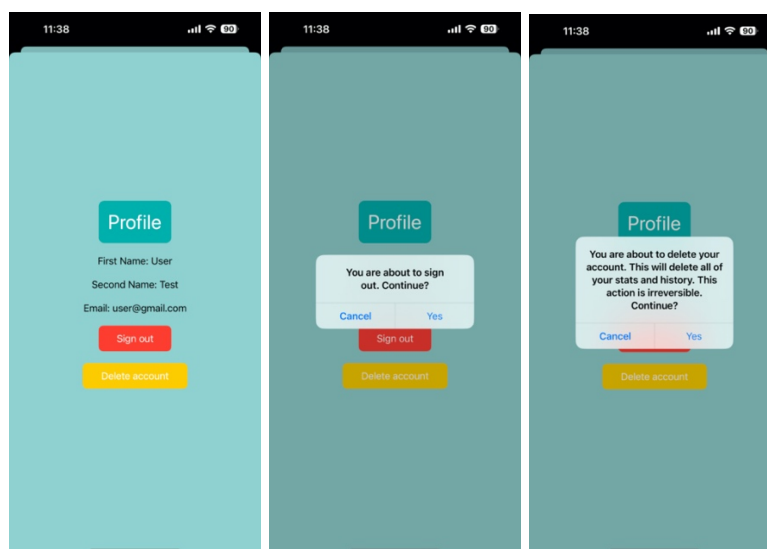 11:38
90
Profile
First Name: User
Second Name: Test
Email: user@gmail.com
Sign out
Delete account
11:38
90
Profile
You are about to sign
out. Continue?
Cancel Yes
Sign out
Delete account
11:38
90
Profile
You are about to delete your
account. This will delete all of
your stats and history. This
action is irreversible.
Continue?
Cancel Yes
Delete account